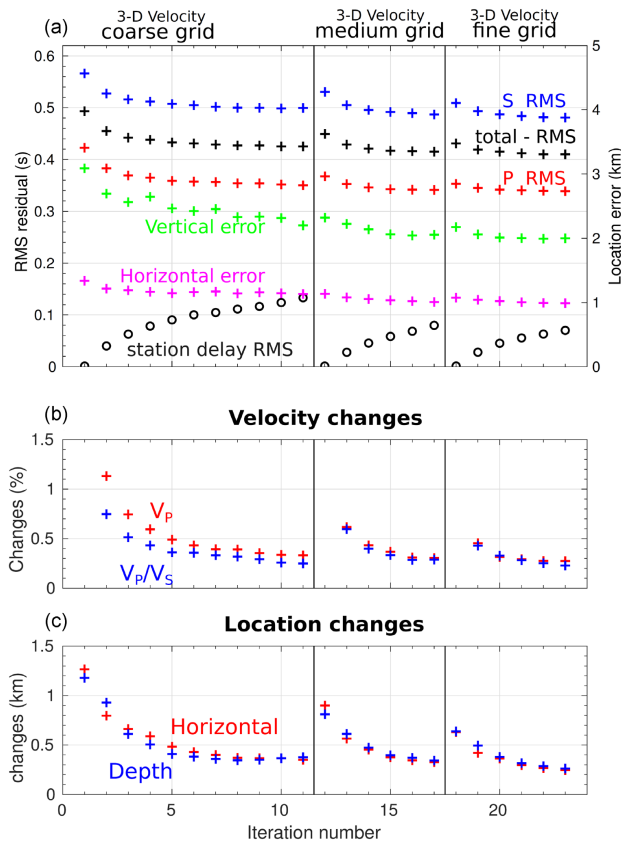 3-D Velocity 3-D Velocity 3-D Velocity
(a) coarse grid medium grid fine grid
0.6
0.5
0.4
0.3
0.2
0.1
0
RMS residual (s)
S RMS
total - RMS
P RMS
Vertical error
Horizontal error
station delay RMS
5
4
3
2
1
0
Location error (km)
(b) Velocity changes
1.5
1
0.5
0
Changes (%)
VP
VP/VS
(c) Location changes
1.5
1
0.5
0
changes (km)
Horizontal
Depth
0 5 10 15 20
Iteration number